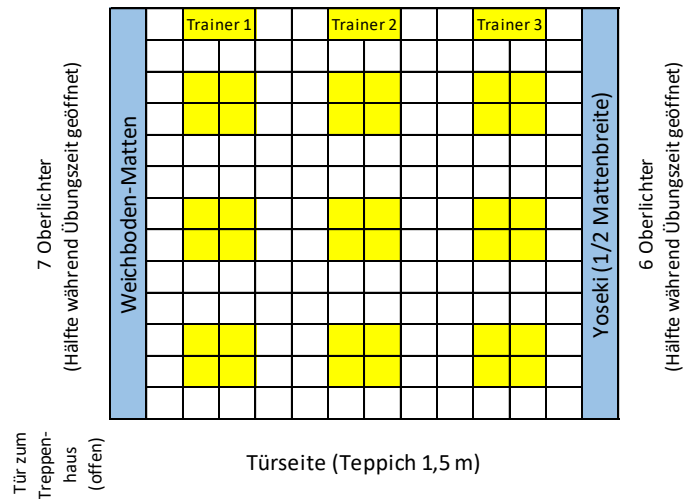 Trainer 1
Trainer 2
Trainer 3
7 Oberlichter
(Hälfte während Übungszeit geöffnet)
Weichboden-Matten
Yoseki (1/2 Mattenbreite)
6 Oberlichter
(Hälfte während Übungszeit geöffnet)
Tür zum
Treppen-
haus
(offen)
Türseite (Teppich 1,5 m)